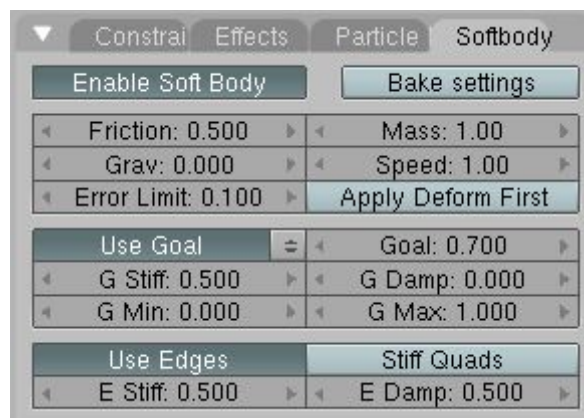 Constrai Effects Particle Softbody
Enable Soft Body Bake settings
Friction: 0.500 Mass: 1.00
Grav: 0.000 Speed: 1.00
Error Limit: 0.100 Apply Deform First
Use Goal Goal: 0.700
G Stiff: 0.500 G Damp: 0.000
G Min: 0.000 G Max: 1.000
Use Edges Stiff Quads
E Stiff: 0.500 E Damp: 0.500